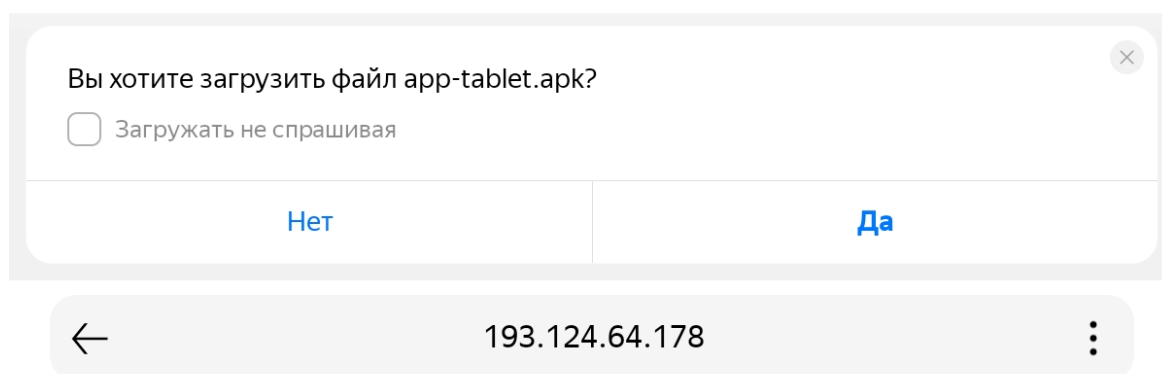 Вы хотите загрузить файл app-tablet.apk?
Загружать не спрашивая
Нет
Да
193.124.64.178